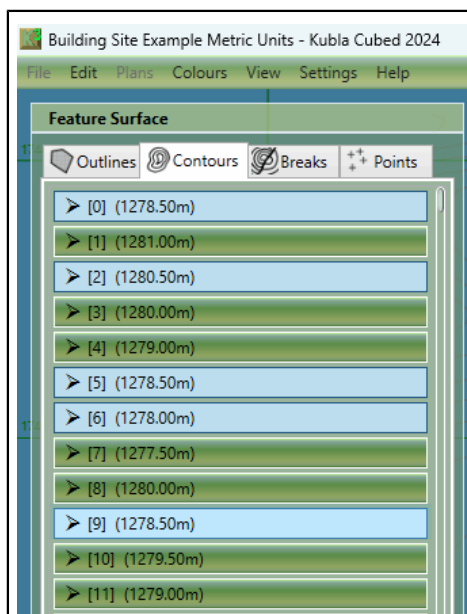 Building Site Example Metric Units - Kubla Cubed 2024
File Edit Plans Colours View Settings Help
Feature Surface
Outlines Contours Breaks Points
[0] (1278.50m)
[1] (1281.00m)
[2] (1280.50m)
[3] (1280.00m)
[4] (1279.00m)
[5] (1278.50m)
[6] (1278.00m)
[7] (1277.50m)
[8] (1280.00m)
[9] (1278.50m)
[10] (1279.50m)
[11] (1279.00m)